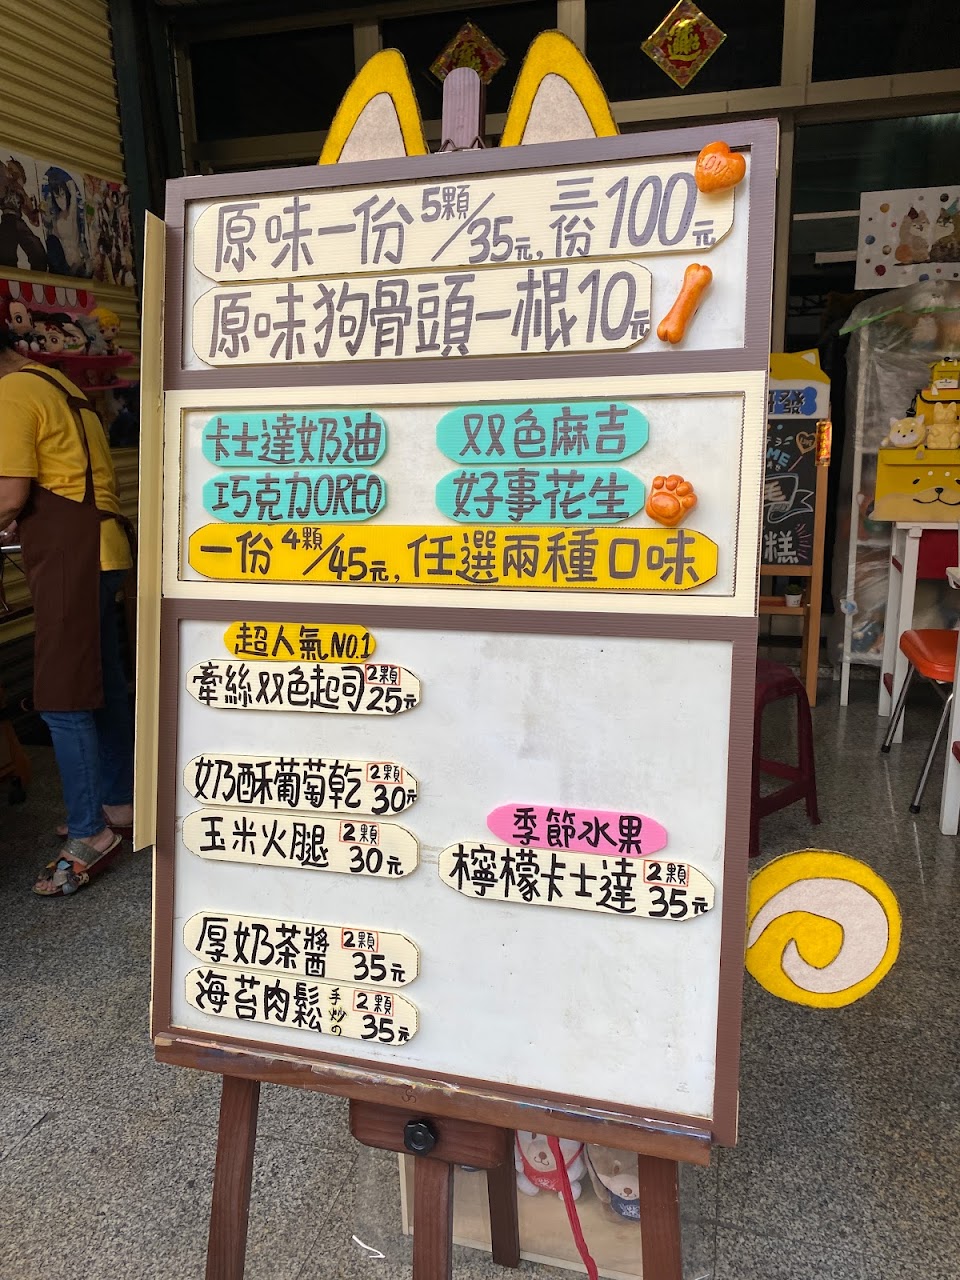 LOVE
原味一份5顆/35元,三份100元
原味狗骨頭一根10元
卡士達奶油
双色麻吉
巧克力OREO
好事花生
一份4顆/45元,任選兩種口味
超人氣NO.1
牽絲双色起司2顆25元
奶酥葡萄乾2顆30元
玉米火腿2顆30元
季節水果
檸檬卡士達2顆35元
厚奶茶醬2顆35元
海苔肉鬆手炒の2顆35元
發
糕